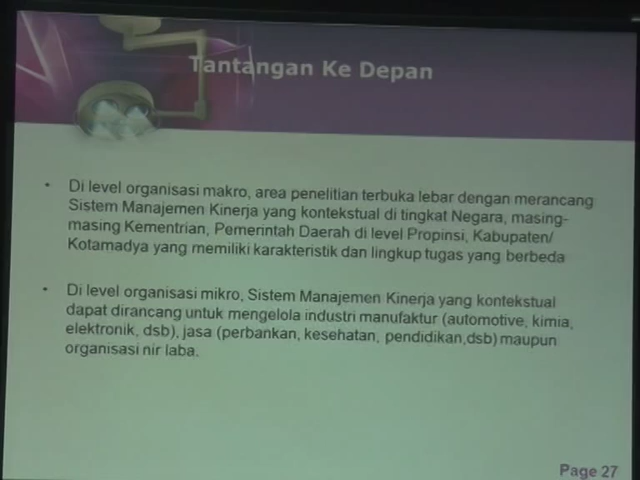 Tantangan Ke Depan
• Di level organisasi makro, area penelitian terbuka lebar dengan merancang
Sistem Manajemen Kinerja yang kontekstual di tingkat Negara, masing-
masing Kementrian, Pemerintah Daerah di level Propinsi, Kabupaten/
Kotamadya yang memiliki karakteristik dan lingkup tugas yang berbeda
• Di level organisasi mikro, Sistem Manajemen Kinerja yang kontekstual
dapat dirancang untuk mengelola industri manufaktur (automotive, kimia,
elektronik, dsb), jasa (perbankan, kesehatan, pendidikan,dsb) maupun
organisasi nir laba.
Page 27